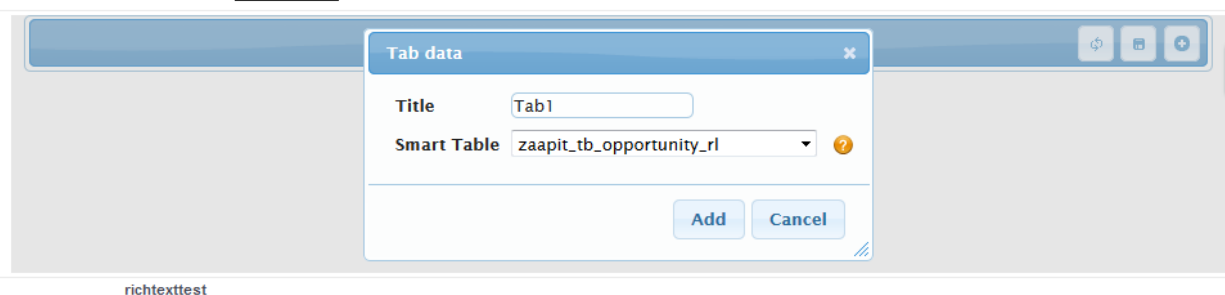 Tab data
Title Tab1
Smart Table zaapit_tb_opportunity_rl
Add Cancel
richtexttest